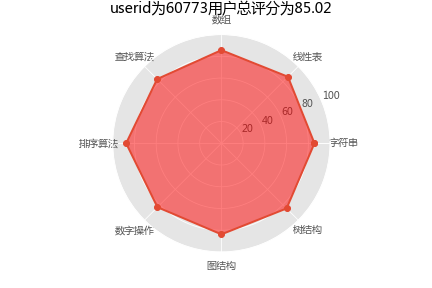 userid为60773用户总评分为85.02
数组
查找算法
线性表
100
80
60
40
20
排序算法
字符串
数字操作
树结构
图结构